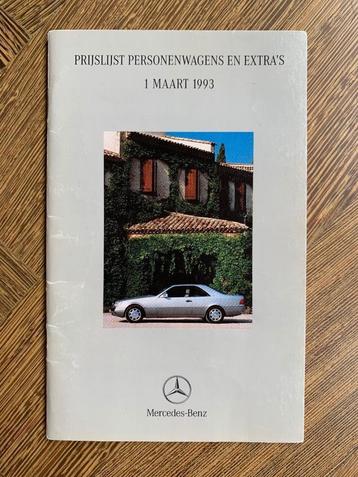 PRIJSLIJST PERSONENWAGENS EN EXTRA'S
1 MAART 1993
Mercedes-Benz